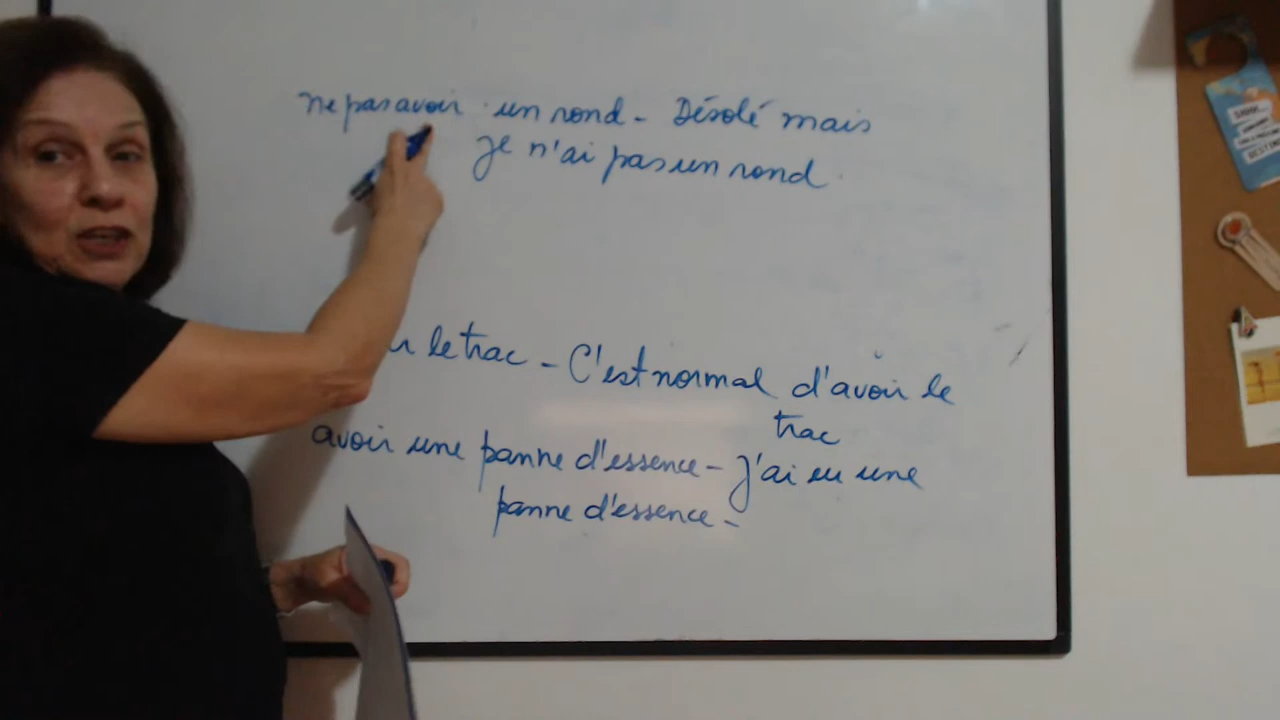 ne pas avoir un rond - Désolé mais
je n'ai pas un rond.
r le trac - C'est normal d'avoir le
trac
avoir une panne d'essence - J'ai eu une
panne d'essence -